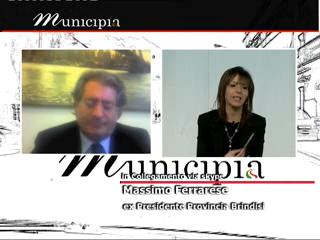 municipia
municipia
in Collegamento via skype
Massimo Ferrarese
ex Presidente Provincia Brindisi